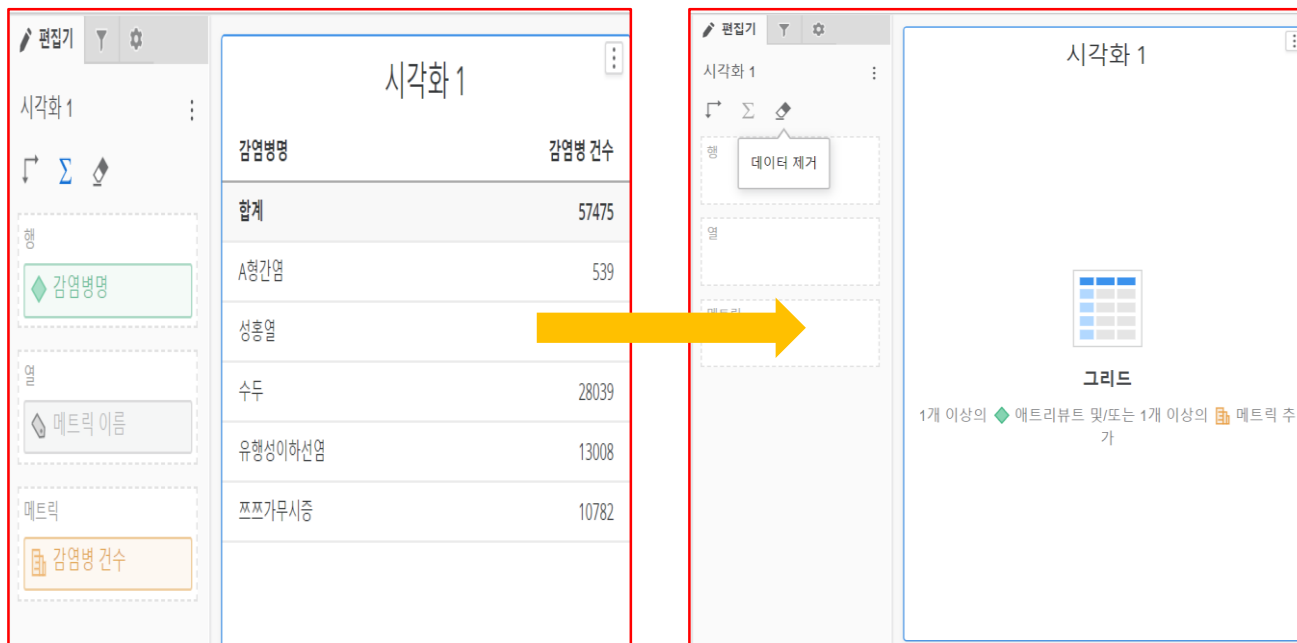 편집기
시각화 1
행
감염병명
열
메트릭 이름
메트릭
감염병 건수
시각화 1
감염병명 감염병 건수
합계 57475
A형간염 539
성홍열
수두 28039
유행성이하선염 13008
쯔쯔가무시증 10782
편집기
시각화 1
행
데이터 제거
열
메트릭
시각화 1
그리드
1개 이상의 애트리뷰트 및/또는 1개 이상의 메트릭 추
가